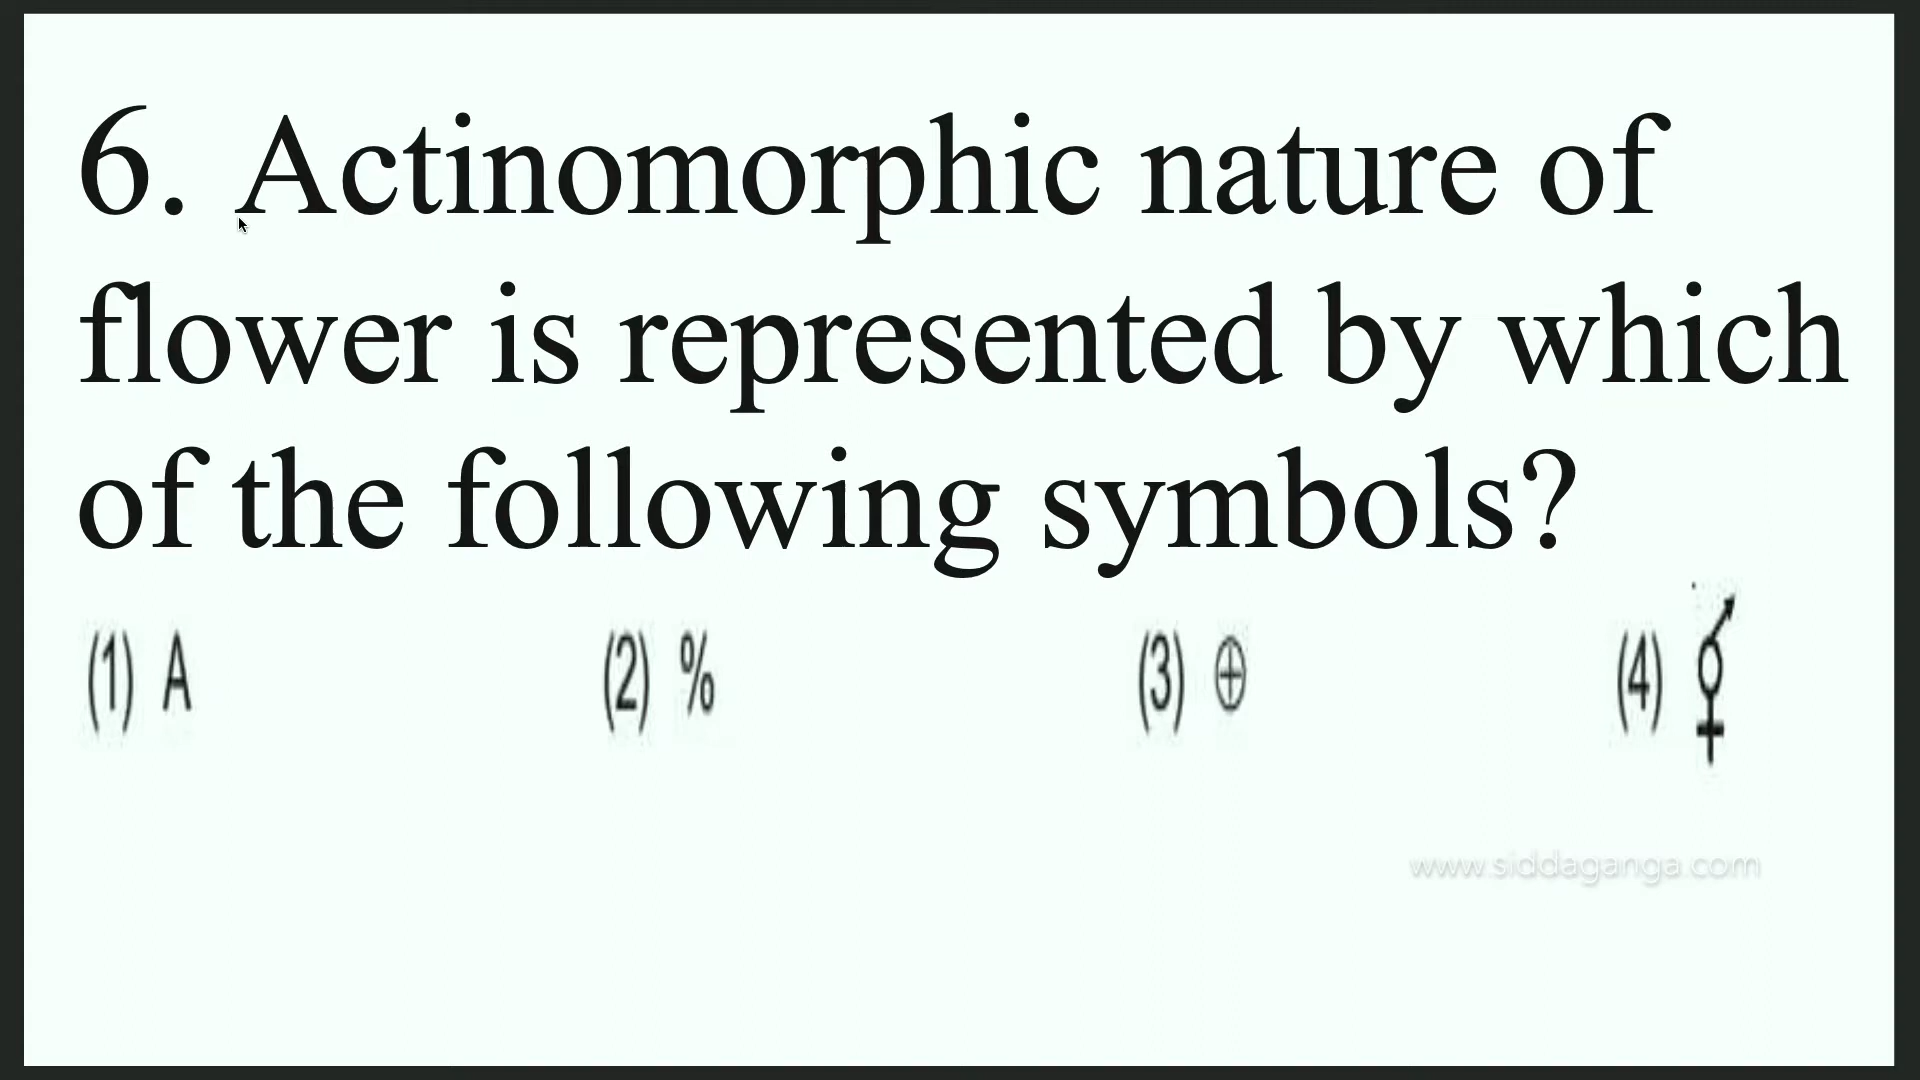 6. Actinomorphic nature of
flower is represented by which
of the following symbols?
(1) A (2) % (3) ⊕ (4) ⚥
www.siddaganga.com